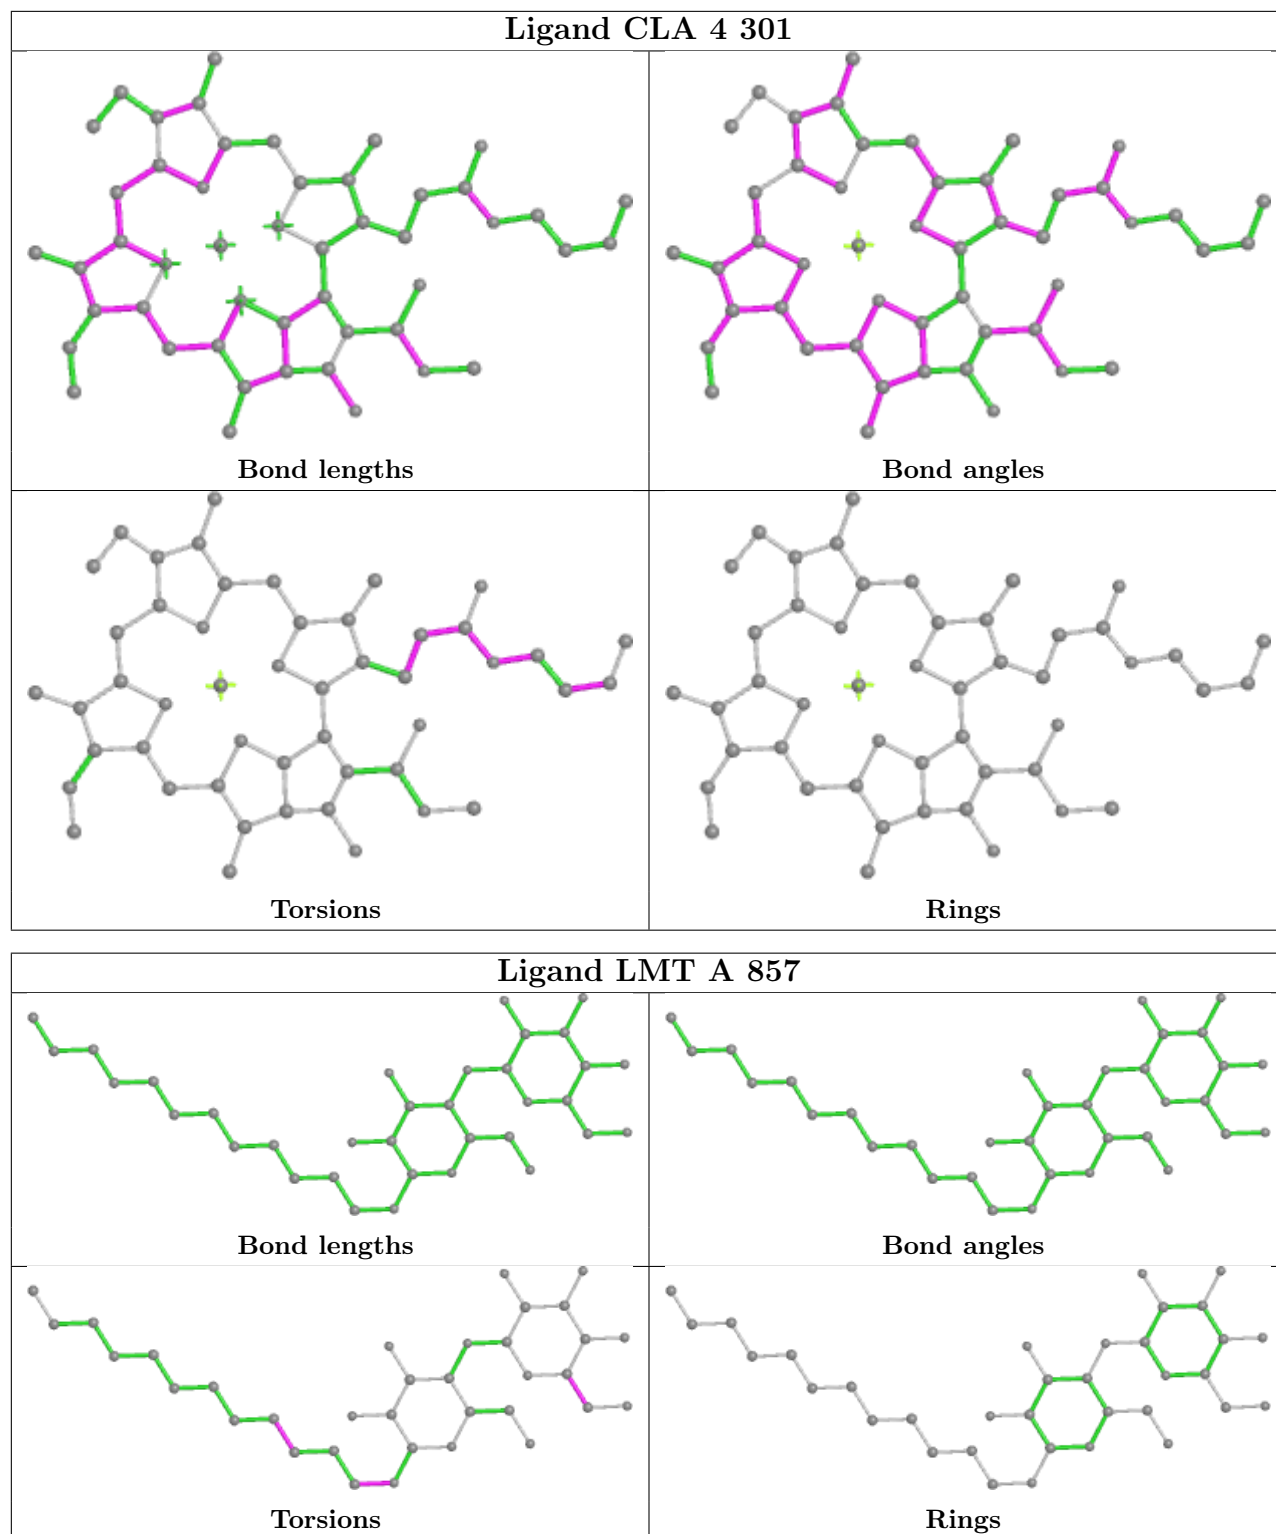 Ligand CLA 4 301
Bond lengths
Bond angles
Torsions
Rings
Ligand LMT A 857
Bond lengths
Bond angles
Torsions
Rings